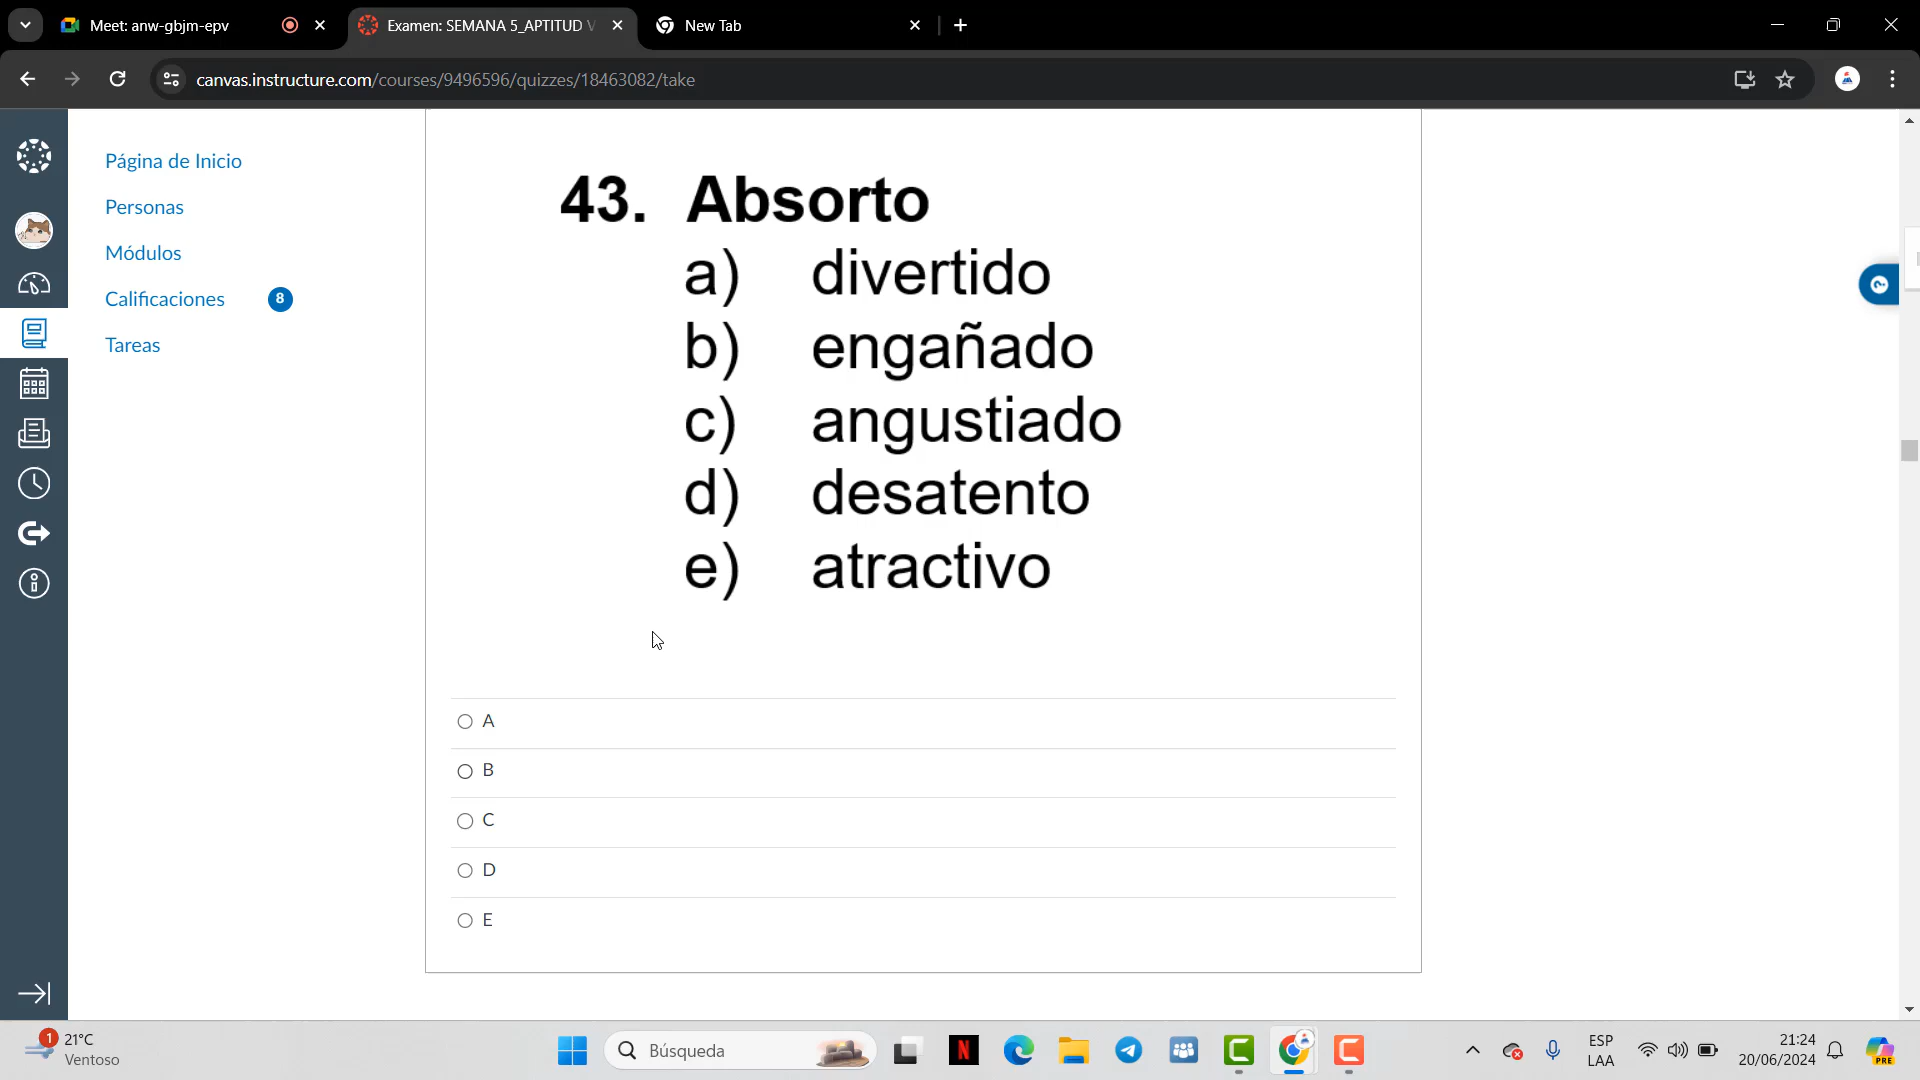 Meet: anw-gbjm-epv
Examen: SEMANA 5_APTITUD V
New Tab
canvas.instructure.com/courses/9496596/quizzes/18463082/take
Página de Inicio
Personas
Módulos
Calificaciones 8
Tareas
43. Absorto
a) divertido
b) engañado
c) angustiado
d) desatento
e) atractivo
A
B
C
D
E
1
21°C
Ventoso
Búsqueda
N
ESP
LAA
21:24
20/06/2024
PRE